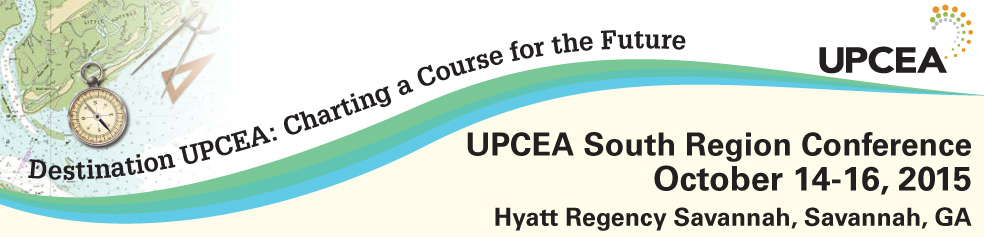 Destination UPCEA: Charting a Course for the Future
UPCEA
UPCEA South Region Conference
October 14-16, 2015
Hyatt Regency Savannah, Savannah, GA